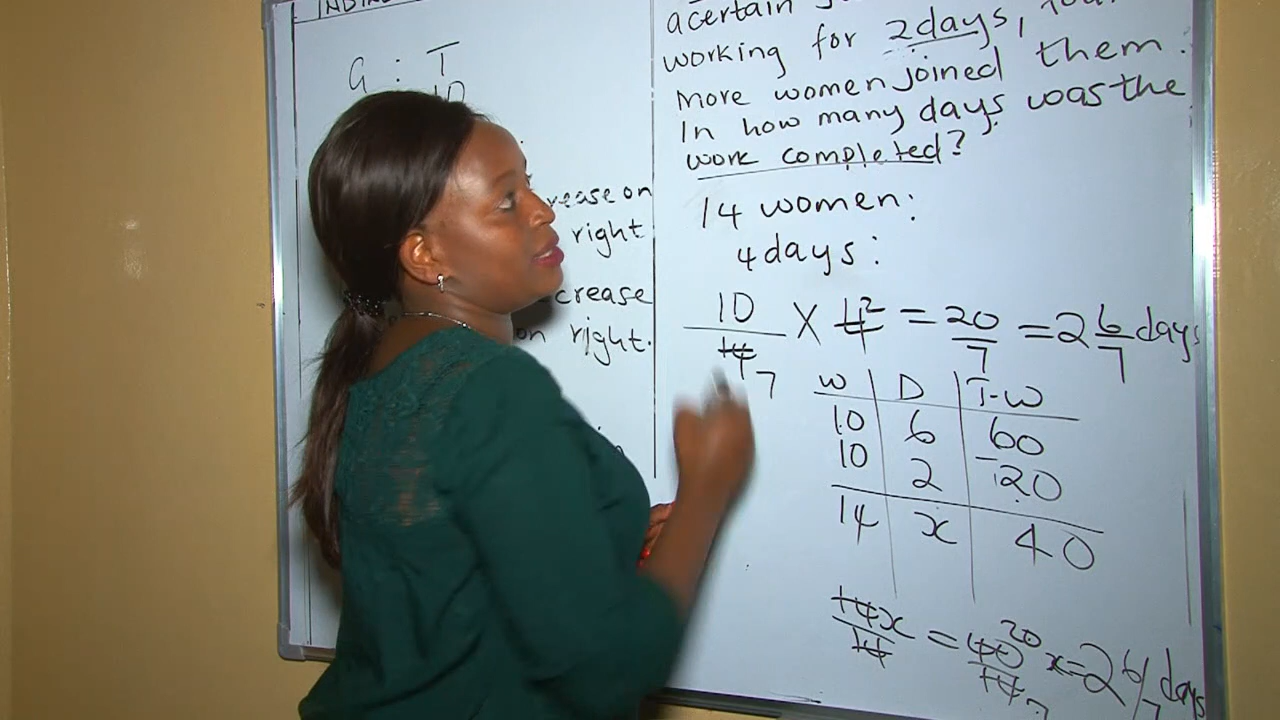 G : T
10
rease on
right
crease
on right.
acertain
working for 2days,
more women joined them.
In how many days was the
work completed?
14 women:
4days:
10/14 7 X 4 2 = 20/7 = 2 6/7 days
W D T-W
10 6 60
10 2 -20
14 x 40
14x/14 = 40 20/14 7 x=2 6/7 days